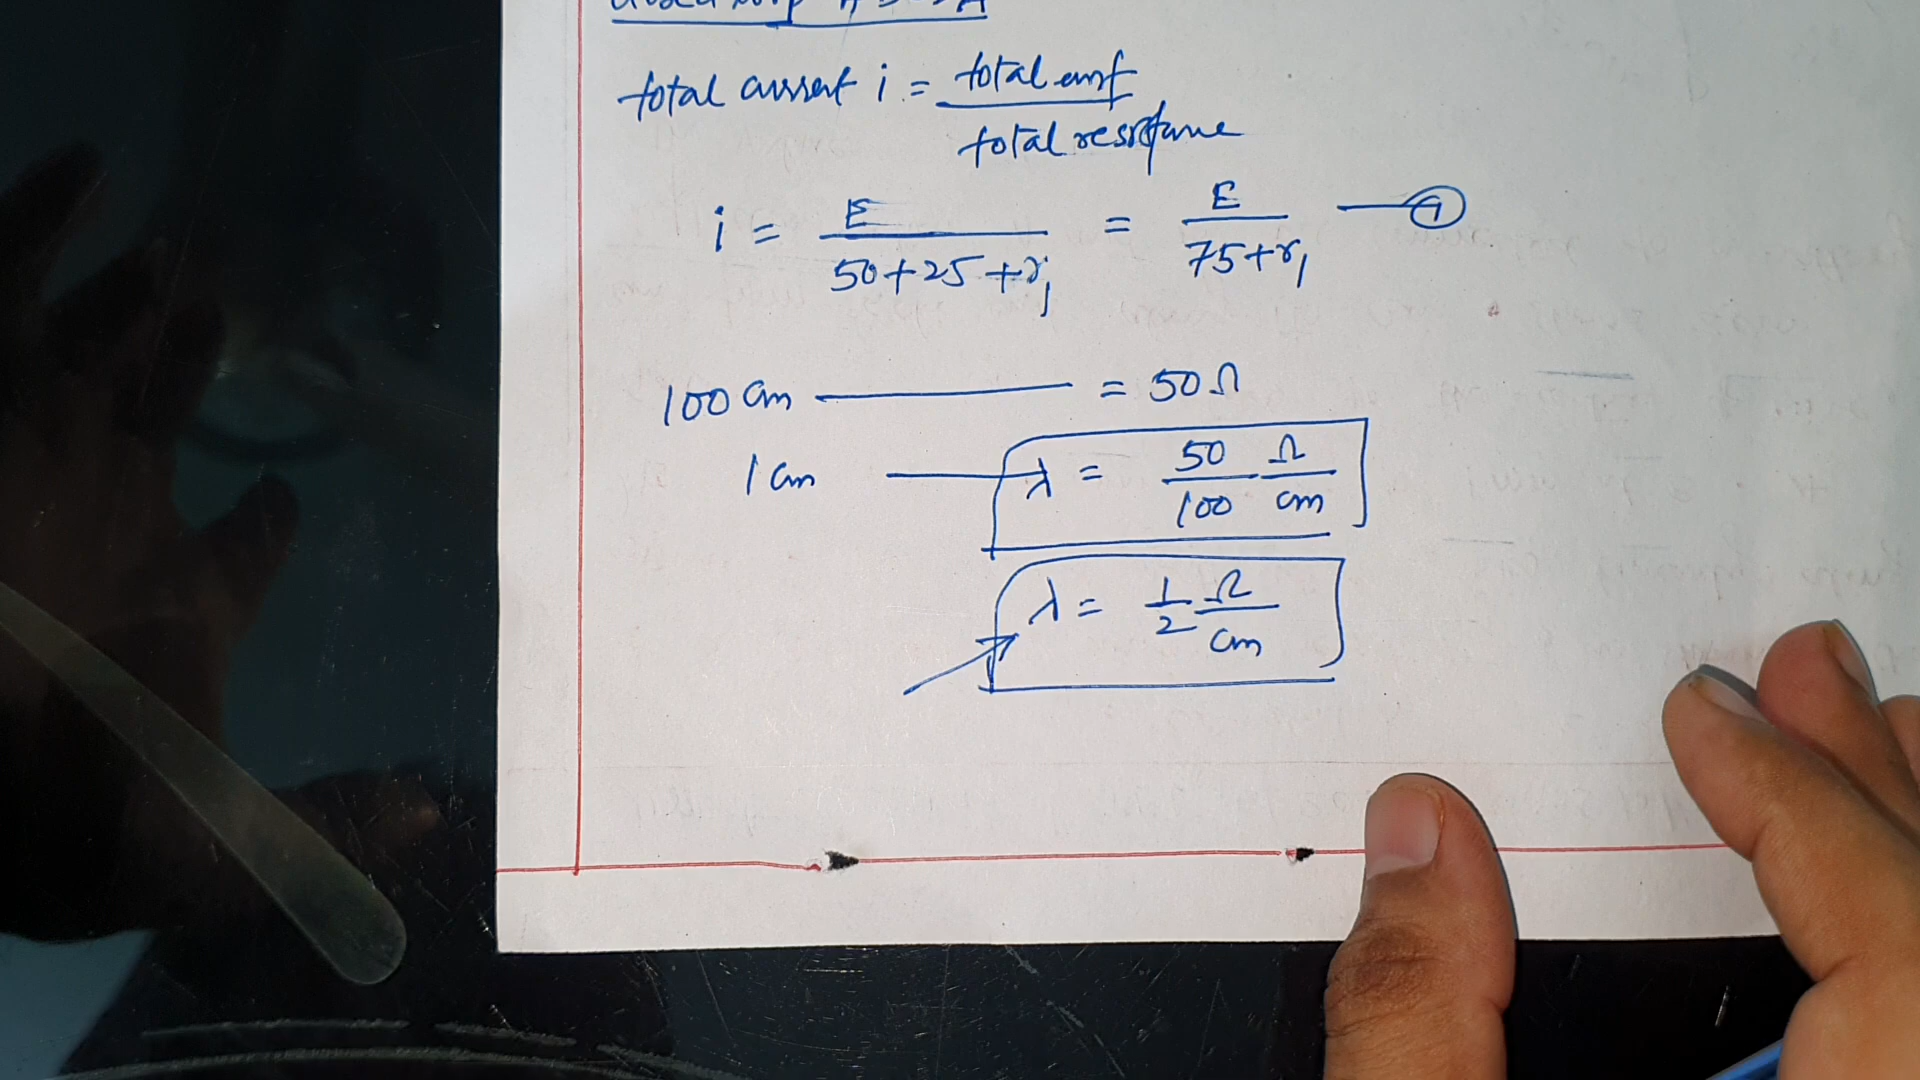 total current i = total emf / total resistance
i = E / 50+25+r₁ = E / 75+r₁ — ①
100 cm — = 50 Ω
1 cm — λ = 50/100 Ω/cm
λ = 1/2 Ω/cm